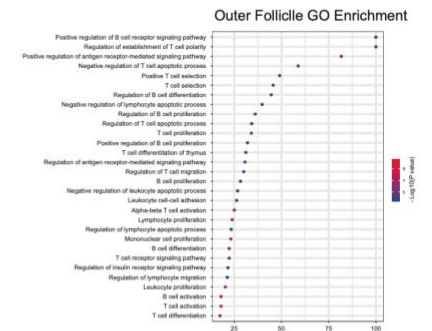 Outer Folliclle GO Enrichment
Positive regulation of B cell receptor signaling pathway
Regulation of establishment of T cell polarity
Positive regulation of antigen receptor-mediated signaling pathway
Negative regulation of T cell apoptotic process
Positive T cell selection
T cell selection
Regulation of B cell differentiation
Negative regulation of lymphocyte apoptotic process
Regulation of B cell proliferation
Regulation of T cell apoptotic process
T cell proliferation
Positive regulation of B cell proliferation
T cell differentiation of thymus
Regulation of antigen receptor-mediated signaling pathway
Regulation of T cell migration
B cell proliferation
Negative regulation of leukocyte apoptotic process
Leukocyte cell-cell adhesion
Alpha-beta T cell activation
Lymphocyte proliferation
Regulation of lymphocyte apoptotic process
Mononuclear cell proliferation
B cell differentiation
T cell receptor signaling pathway
Regulation of insulin receptor signaling pathway
Regulation of lymphocyte migration
Leukocyte proliferation
B cell activation
T cell activation
T cell differentiation
25 50 75 100
- Log10(P value)